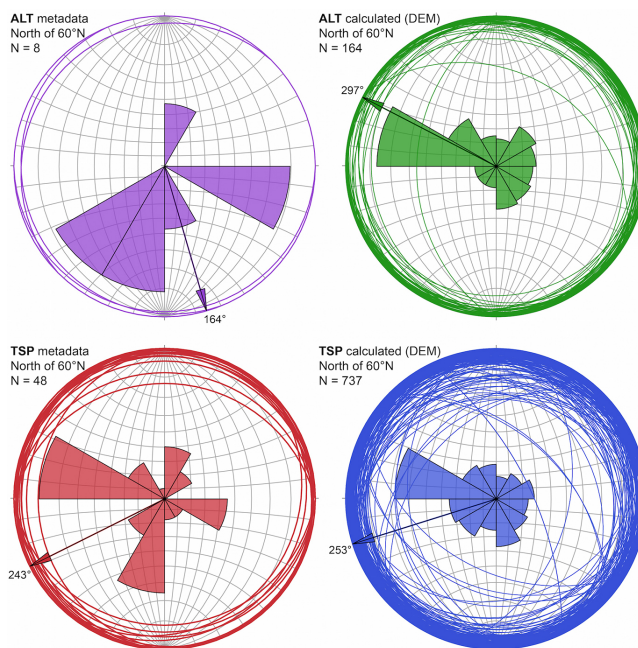 ALT metadata
North of 60°N
N = 8
164°
ALT calculated (DEM)
North of 60°N
N = 164
297°
TSP metadata
North of 60°N
N = 48
243°
TSP calculated (DEM)
North of 60°N
N = 737
253°